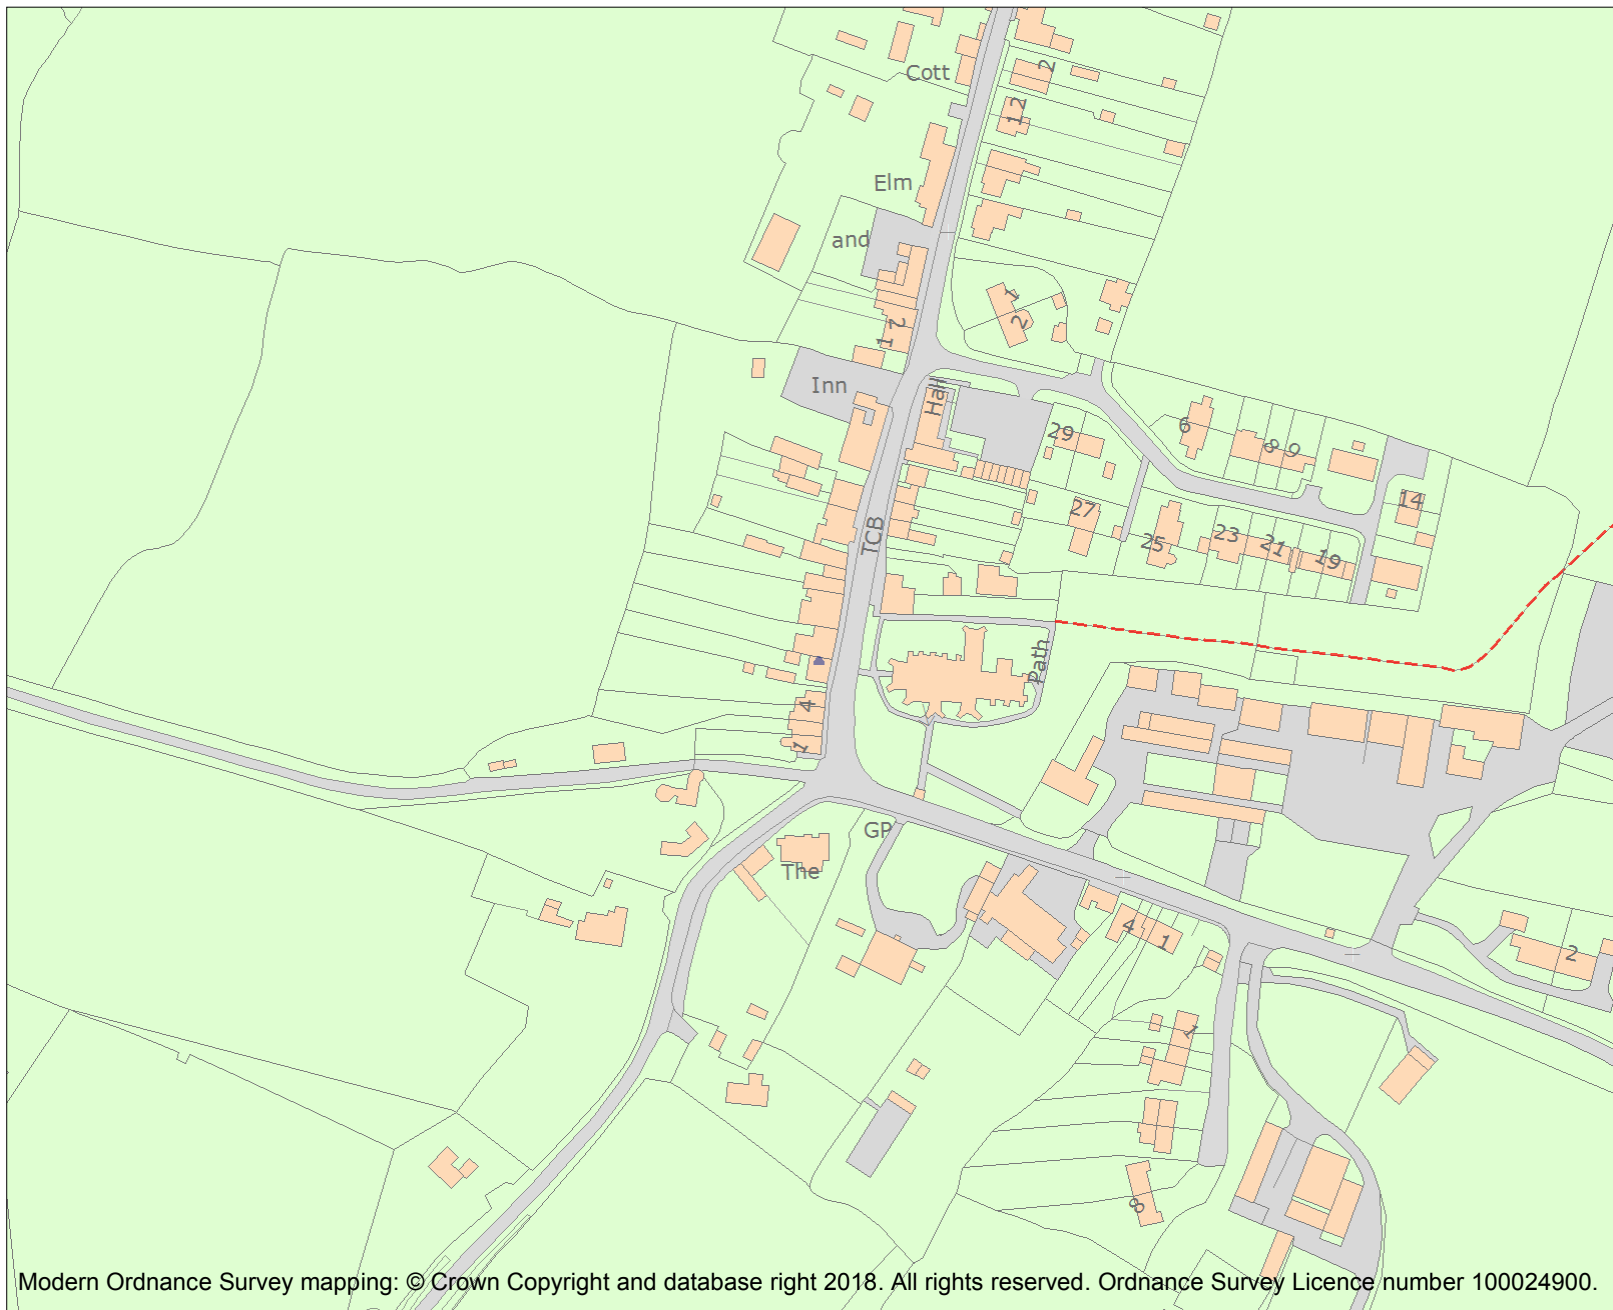 2
Cott
1 2
Elm
and
1
2
1 2
Inn
Hall
29
6
8 9
14
27
TCB
25
23
21
19
Path
4
1
GP
The
4
1
2
1
8
Modern Ordnance Survey mapping: © Crown Copyright and database right 2018. All rights reserved. Ordnance Survey Licence number 100024900.